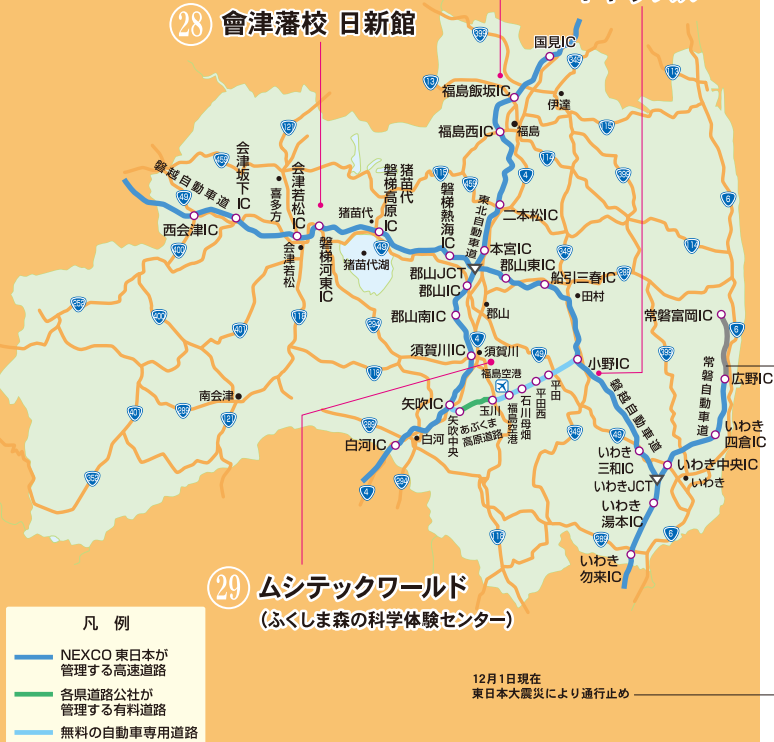 28 會津藩校 日新館
国見IC
福島飯坂IC
伊達
福島西IC
福島
磐越自動車道
会津坂下IC
喜多方
会津若松IC
会津若松
西会津IC
磐梯河東IC
猪苗代
猪苗代磐梯高原IC
猪苗代湖
磐梯熱海IC
東北自動車道
二本松IC
本宮IC
郡山JCT
郡山東IC
船引三春IC
田村
郡山IC
郡山
郡山南IC
須賀川IC
須賀川
福島空港
小野IC
常磐富岡IC
広野IC
常磐自動車道
磐越自動車道
南会津
矢吹IC
矢吹中央
あぶくま高原道路
玉川
福島空港
石川母畑
平田西
平田
白河IC
白河
いわき四倉IC
いわき三和IC
いわき中央IC
いわきJCT
いわき
いわき湯本IC
いわき勿来IC
29 ムシテックワールド
(ふくしま森の科学体験センター)
凡 例
NEXCO 東日本が
管理する高速道路
各県道路公社が
管理する有料道路
無料の自動車専用道路
12月1日現在
東日本大震災により通行止め